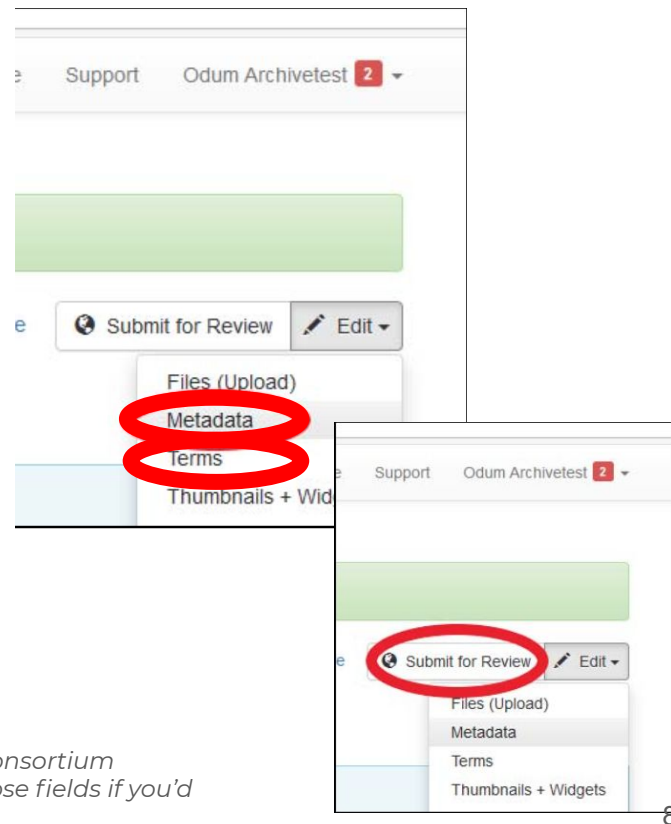 Support Odum Archivetest 2
e Submit for Review Edit
Files (Upload)
Metadata
Terms
Thumbnails + Wid
Support Odum Archivetest 2
e Submit for Review Edit
Files (Upload)
Metadata
Terms
Thumbnails + Widgets
onsortium
se fields if you'd
8